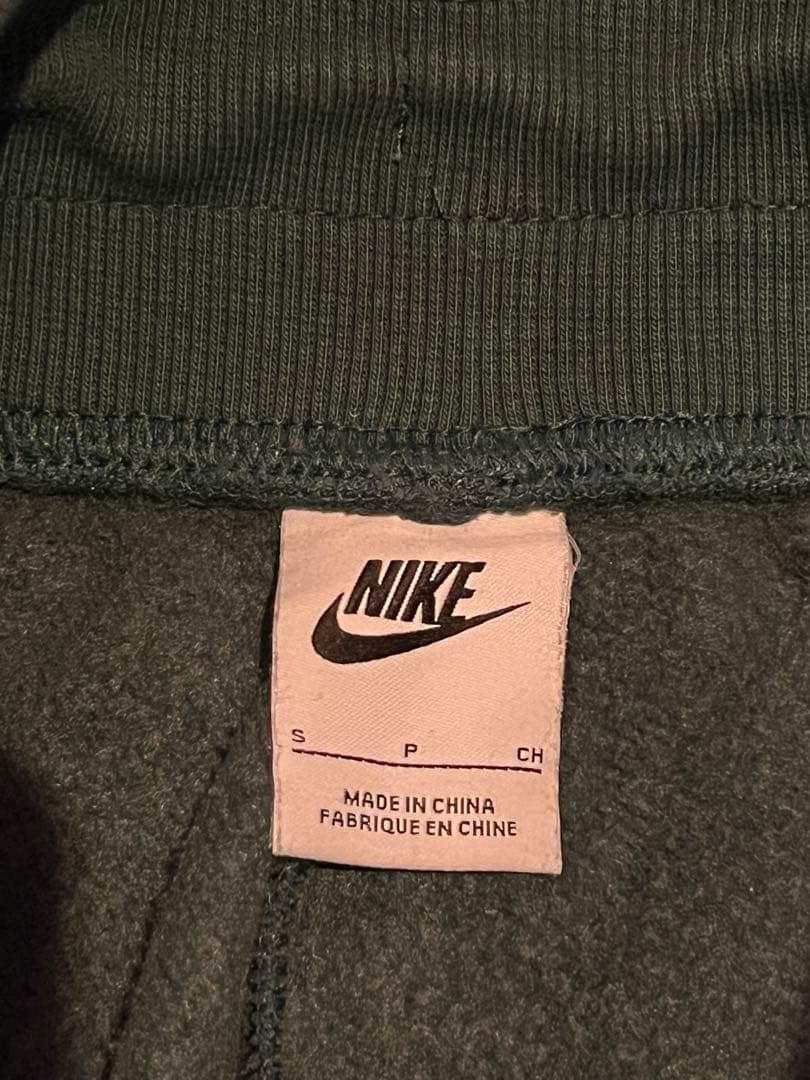 NIKE
S P CH
MADE IN CHINA
FABRIQUE EN CHINE